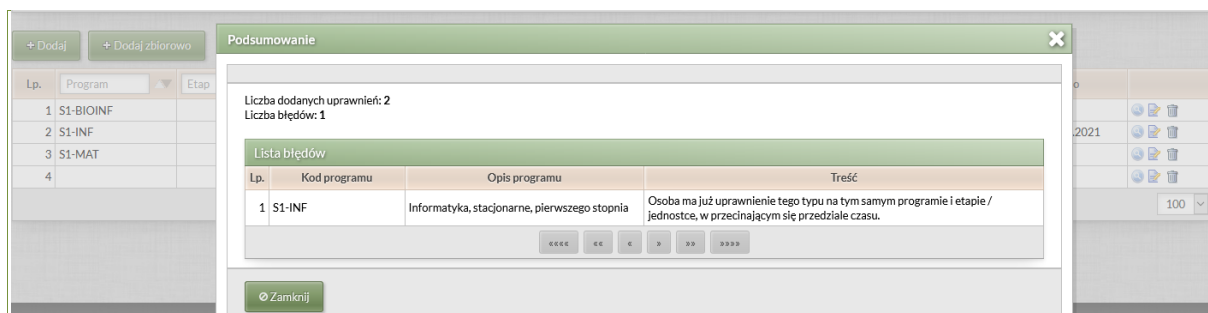 + Dodaj
+ Dodaj zbiorowo
Podsumowanie
Lp.
Program
Etap
o
1 S1-BIOINF
2 S1-INF
.2021
3 S1-MAT
4
100
Liczba dodanych uprawnień: 2
Liczba błędów: 1
Lista błędów
Lp. Kod programu Opis programu Treść
1 S1-INF Informatyka, stacjonarne, pierwszego stopnia Osoba ma już uprawnienie tego typu na tym samym programie i etapie /
jednostce, w przecinającym się przedziale czasu.
«««« «« « » »» »»»»
Zamknij